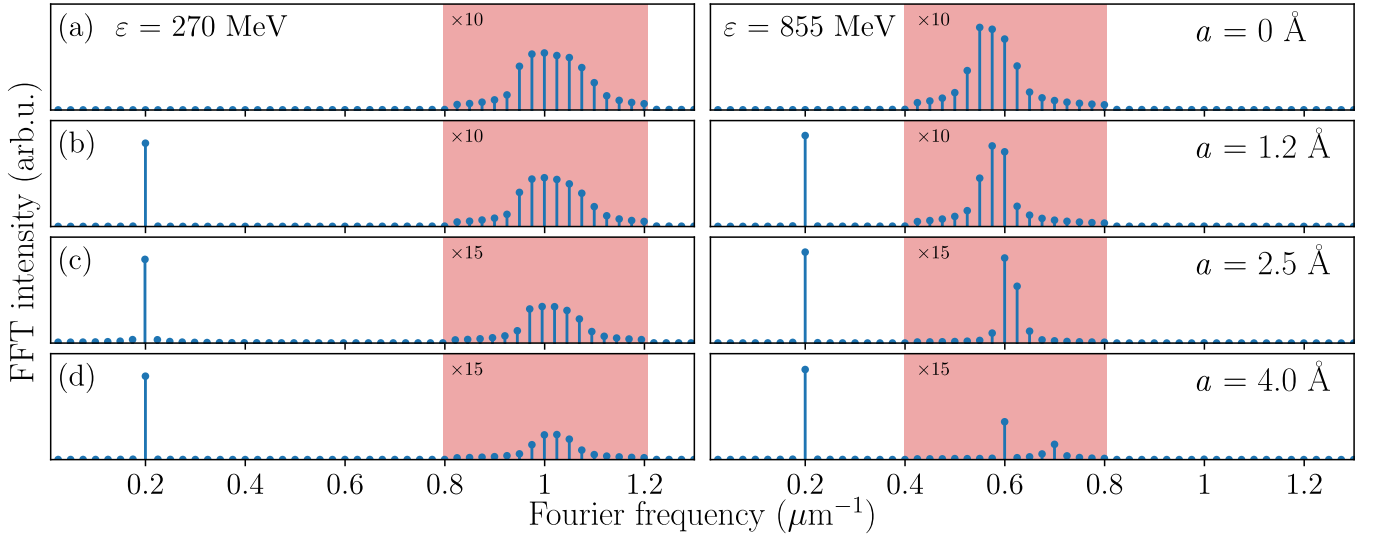 (a) ε = 270 MeV ×10 ε = 855 MeV ×10 a = 0 Å
(b) ×10 ×10 a = 1.2 Å
(c) ×15 ×15 a = 2.5 Å
(d) ×15 ×15 a = 4.0 Å
FFT intensity (arb.u.)
0.2 0.4 0.6 0.8 1 1.2 0.2 0.4 0.6 0.8 1 1.2
Fourier frequency (μm⁻¹)